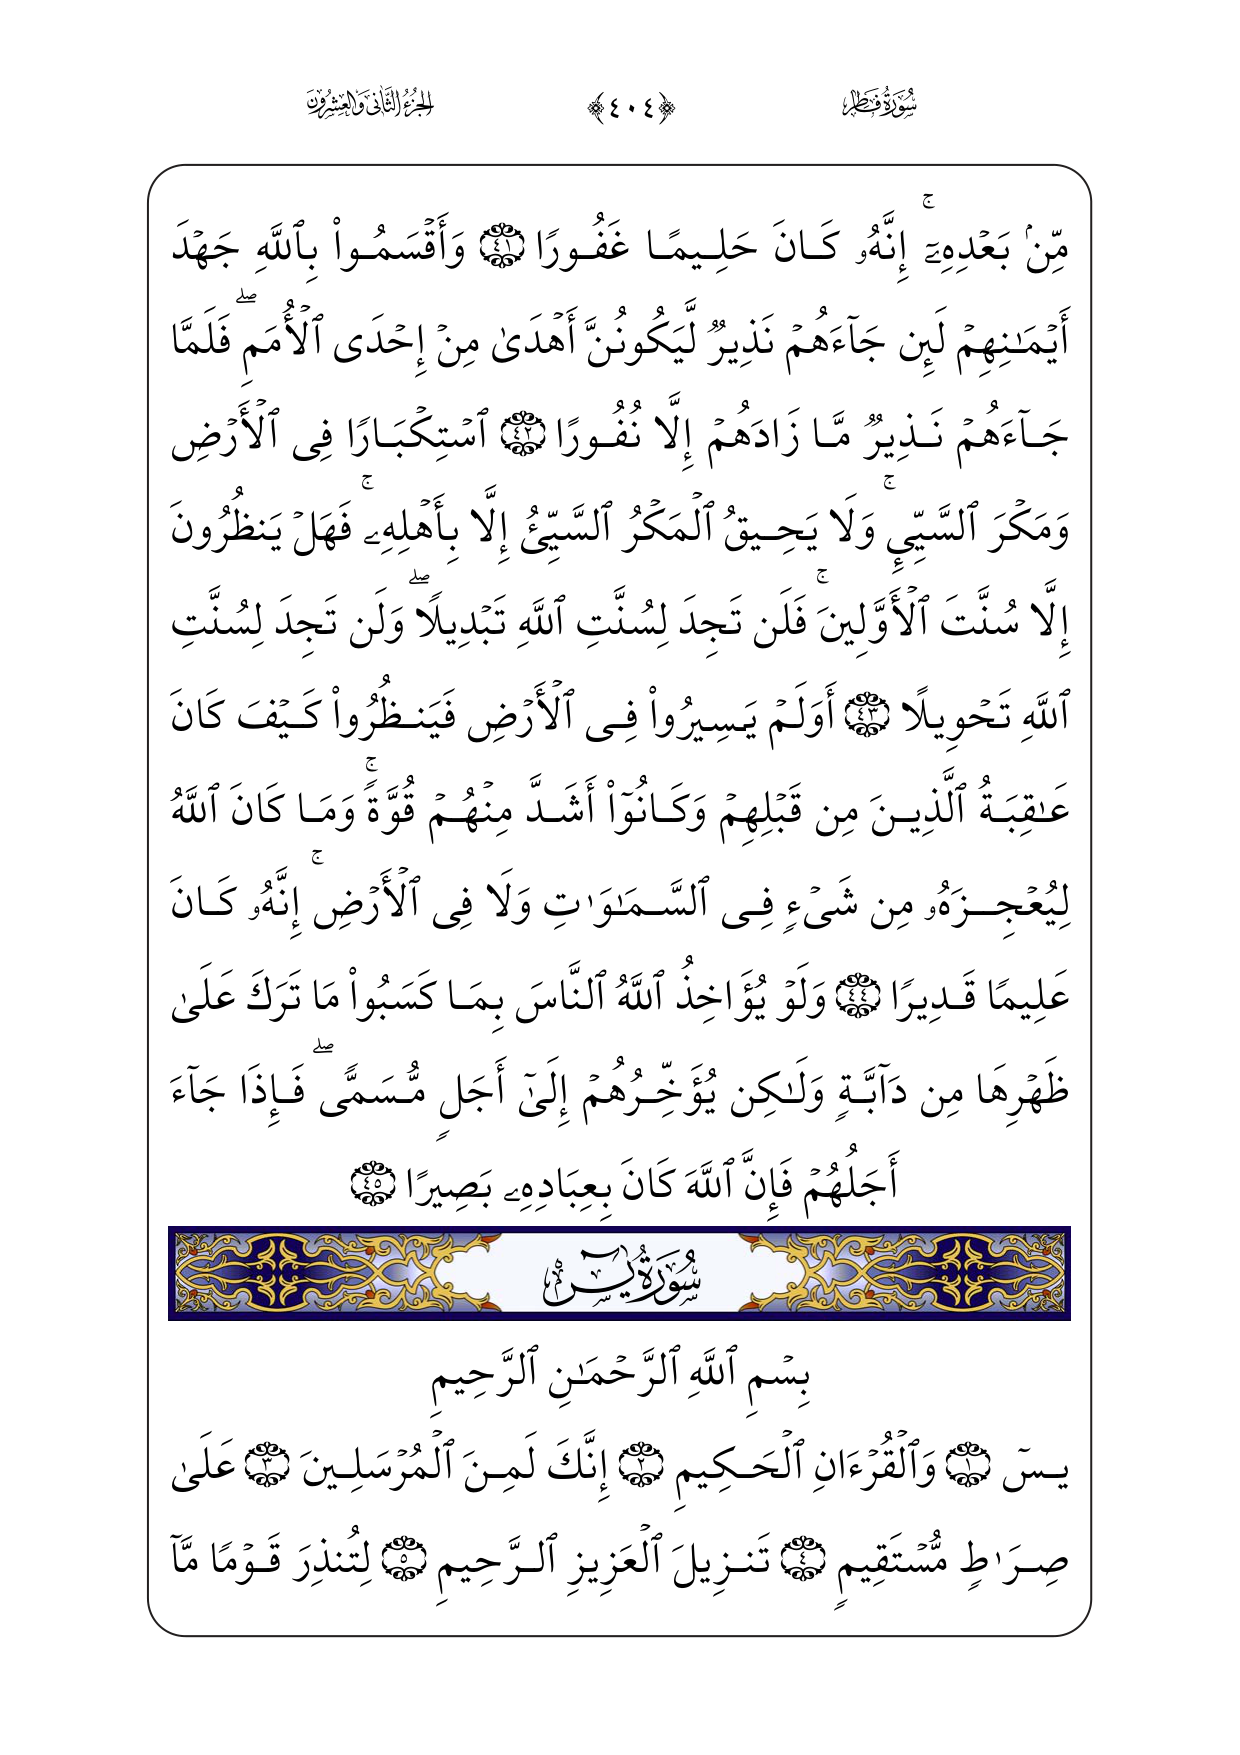 سُورَةُ فَاطِر ﴿٤٠٤﴾ الجُزْءُ الثَّانِي وَالعِشْرُونَ
مِّنۢ بَعْدِهِۦٓ ۚ إِنَّهُۥ كَانَ حَلِيمًا غَفُورًا ٤١ وَأَقْسَمُوا۟ بِٱللَّهِ جَهْدَ
أَيْمَـٰنِهِمْ لَئِن جَآءَهُمْ نَذِيرٌ لَّيَكُونُنَّ أَهْدَىٰ مِنْ إِحْدَى ٱلْأُمَمِ ۖ فَلَمَّا
جَآءَهُمْ نَذِيرٌ مَّا زَادَهُمْ إِلَّا نُفُورًا ٤٢ ٱسْتِكْبَارًا فِى ٱلْأَرْضِ
وَمَكْرَ ٱلسَّيِّئِ ۚ وَلَا يَحِيقُ ٱلْمَكْرُ ٱلسَّيِّئُ إِلَّا بِأَهْلِهِۦ ۚ فَهَلْ يَنظُرُونَ
إِلَّا سُنَّتَ ٱلْأَوَّلِينَ ۚ فَلَن تَجِدَ لِسُنَّتِ ٱللَّهِ تَبْدِيلًا ۖ وَلَن تَجِدَ لِسُنَّتِ
ٱللَّهِ تَحْوِيلًا ٤٣ أَوَلَمْ يَسِيرُوا۟ فِى ٱلْأَرْضِ فَيَنظُرُوا۟ كَيْفَ كَانَ
عَـٰقِبَةُ ٱلَّذِينَ مِن قَبْلِهِمْ وَكَانُوٓا۟ أَشَدَّ مِنْهُمْ قُوَّةً ۚ وَمَا كَانَ ٱللَّهُ
لِيُعْجِزَهُۥ مِن شَىْءٍ فِى ٱلسَّمَـٰوَٰتِ وَلَا فِى ٱلْأَرْضِ ۚ إِنَّهُۥ كَانَ
عَلِيمًا قَدِيرًا ٤٤ وَلَوْ يُؤَاخِذُ ٱللَّهُ ٱلنَّاسَ بِمَا كَسَبُوا۟ مَا تَرَكَ عَلَىٰ
ظَهْرِهَا مِن دَآبَّةٍ وَلَـٰكِن يُؤَخِّرُهُمْ إِلَىٰٓ أَجَلٍ مُّسَمًّى ۖ فَإِذَا جَآءَ
أَجَلُهُمْ فَإِنَّ ٱللَّهَ كَانَ بِعِبَادِهِۦ بَصِيرًا ٤٥
سُورَةُ يسٓ
بِسْمِ ٱللَّهِ ٱلرَّحْمَـٰنِ ٱلرَّحِيمِ
يسٓ ١ وَٱلْقُرْءَانِ ٱلْحَكِيمِ ٢ إِنَّكَ لَمِنَ ٱلْمُرْسَلِينَ ٣ عَلَىٰ
صِرَٰطٍ مُّسْتَقِيمٍ ٤ تَنزِيلَ ٱلْعَزِيزِ ٱلرَّحِيمِ ٥ لِتُنذِرَ قَوْمًا مَّآ